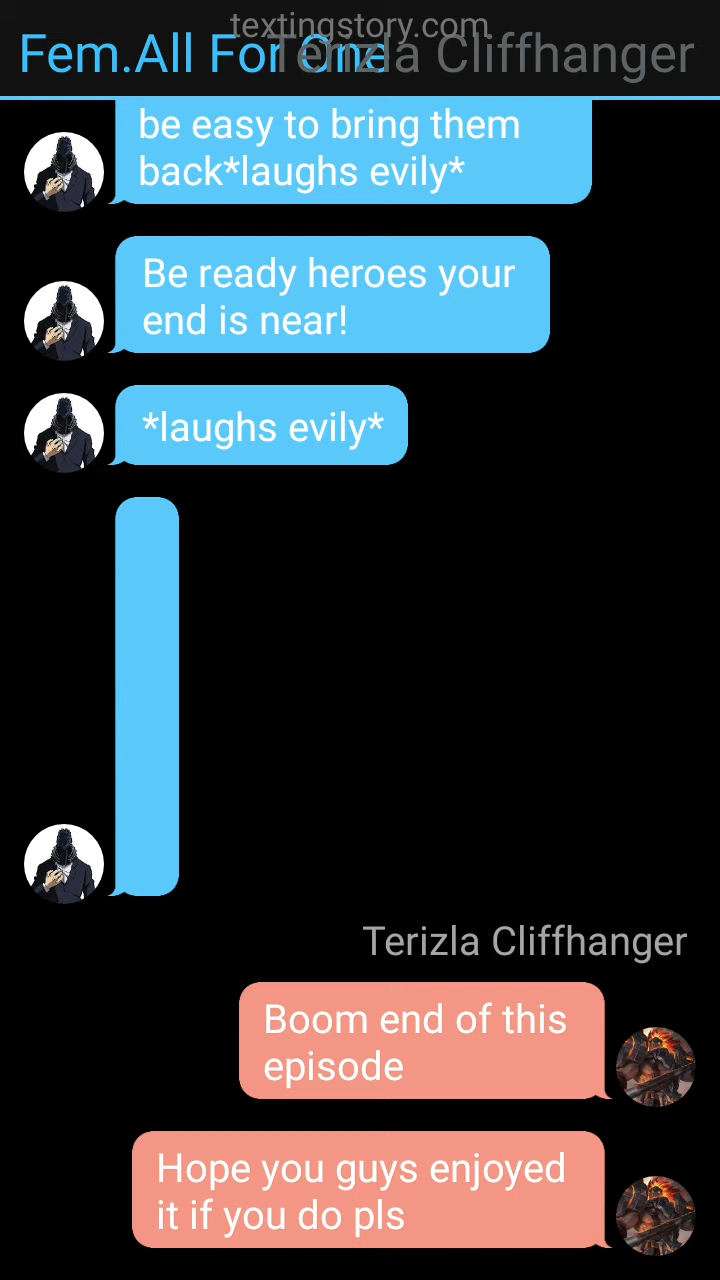 textingstory.com
Fem.All For One
Terizla Cliffhanger
be easy to bring them
back*laughs evily*
Be ready heroes your
end is near!
*laughs evily*
Terizla Cliffhanger
Boom end of this
episode
Hope you guys enjoyed
it if you do pls